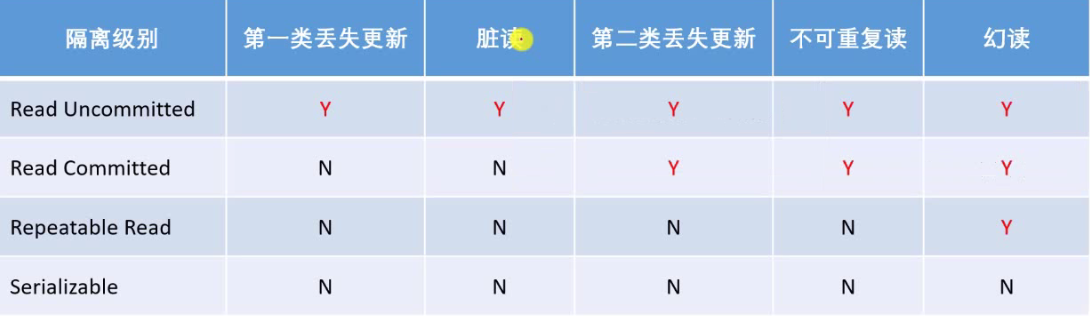 隔离级别 第一类丢失更新 脏读 第二类丢失更新 不可重复读 幻读
Read Uncommitted Y Y Y Y Y
Read Committed N N Y Y Y
Repeatable Read N N N N Y
Serializable N N N N N